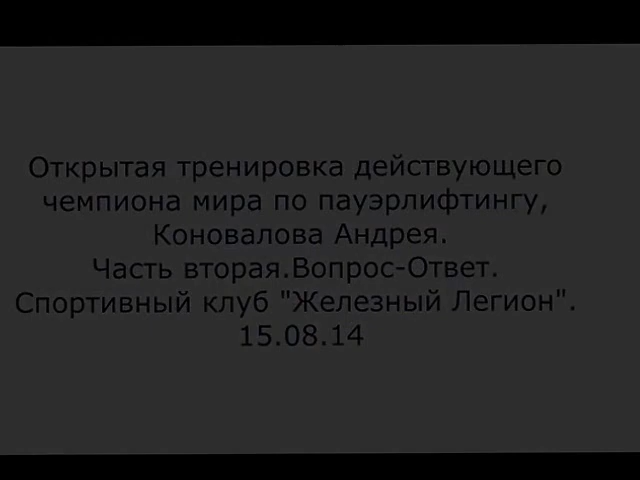 Открытая тренировка действующего
чемпиона мира по пауэрлифтингу,
Коновалова Андрея.
Часть вторая.Вопрос-Ответ.
Спортивный клуб "Железный Легион".
15.08.14